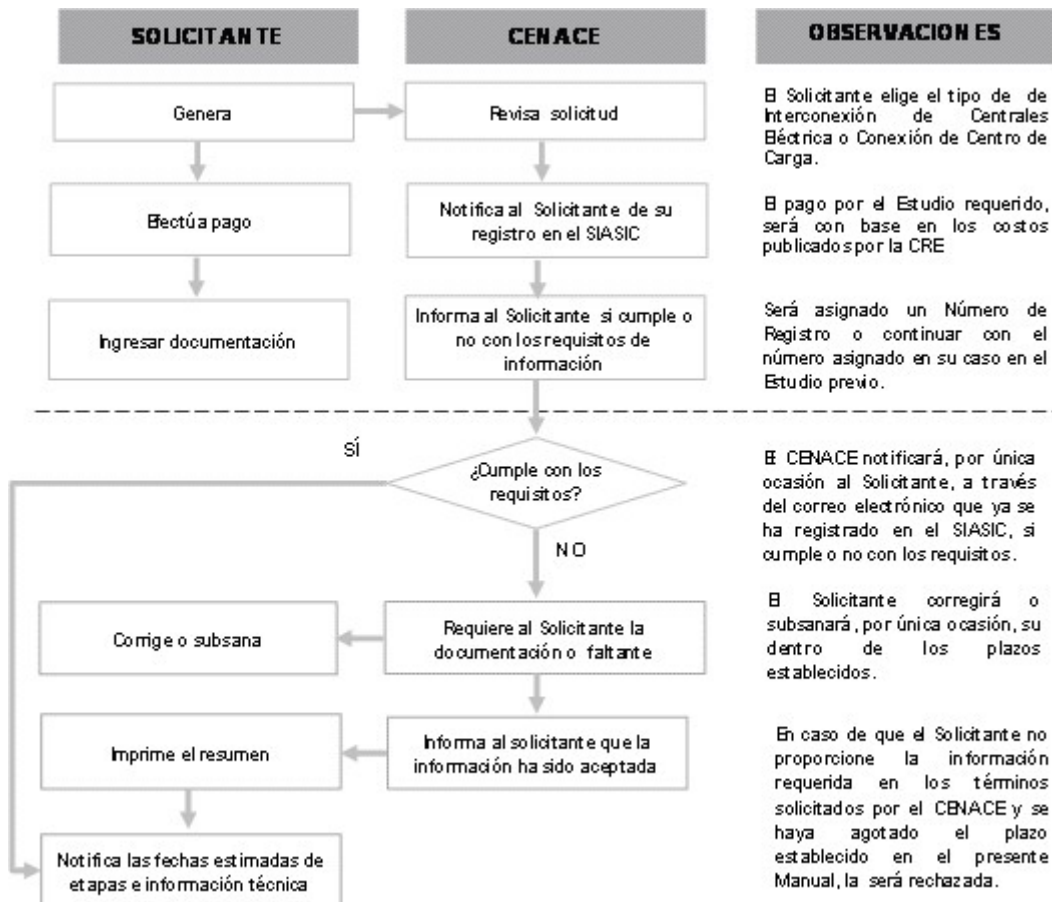 SOLICITANTE
CENACE
OBSERVACIONES
Genera
Revisa solicitud
El Solicitante elige el tipo de de
Interconexión de Centrales
Eléctrica o Conexión de Centro de
Carga.
Efectúa pago
Notifica al Solicitante de su
registro en el SIASIC
El pago por el Estudio requerido,
será con base en los costos
publicados por la CRE
Ingresar documentación
Informa al Solicitante si cumple o
no con los requisitos de
información
Será asignado un Número de
Registro o continuar con el
número asignado en su caso en el
Estudio previo.
SÍ
¿Cumple con los
requisitos?
NO
El CENACE notificará, por única
ocasión al Solicitante, a través
del correo electrónico que ya se
ha registrado en el SIASIC, si
cumple o no con los requisitos.
Corrige o subsana
Requiere al Solicitante la
documentación o faltante
El Solicitante corregirá o
subsanará, por única ocasión, su
dentro de los plazos
establecidos.
Imprime el resumen
Informa al solicitante que la
información ha sido aceptada
Notifica las fechas estimadas de
etapas e información técnica
En caso de que el Solicitante no
proporcione la información
requerida en los términos
solicitados por el CENACE y se
haya agotado el plazo
establecido en el presente
Manual, la será rechazada.